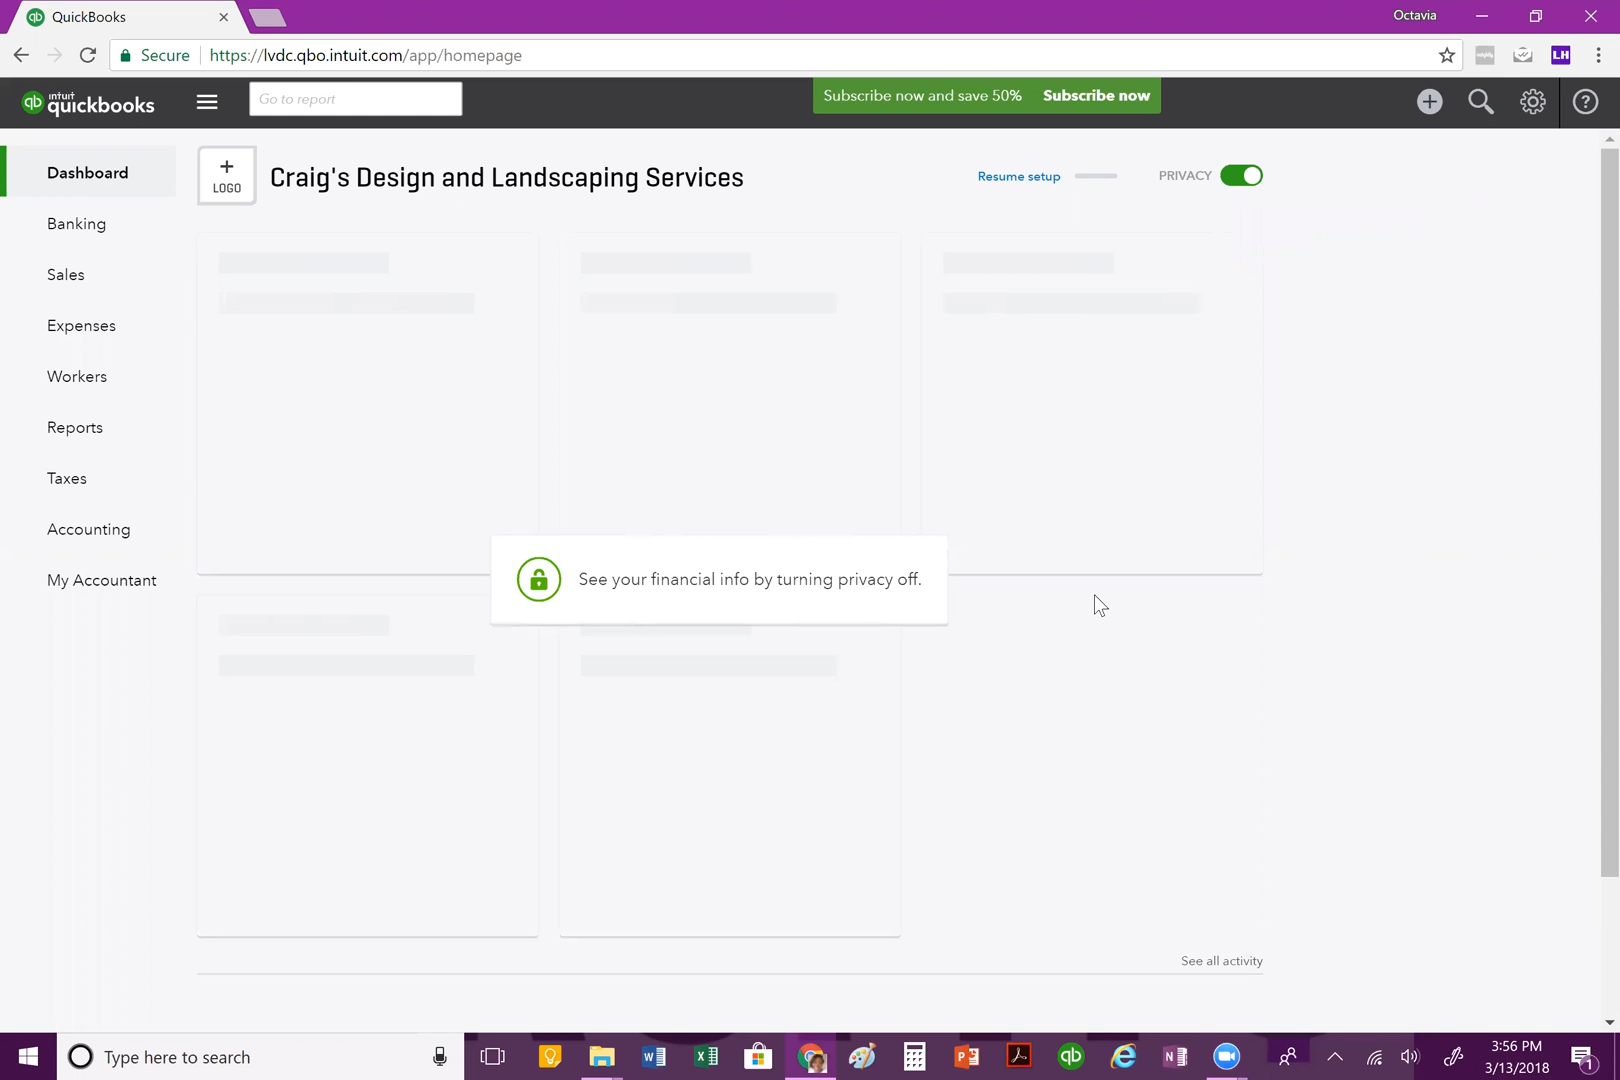 QuickBooks
Octavia
Secure
https://lvdc.qbo.intuit.com/app/homepage
LH
intuit
quickbooks
Go to report
Subscribe now and save 50% Subscribe now
Dashboard
Banking
Sales
Expenses
Workers
Reports
Taxes
Accounting
My Accountant
+
LOGO
Craig's Design and Landscaping Services
Resume setup
PRIVACY
See your financial info by turning privacy off.
See all activity
Type here to search
3:56 PM
3/13/2018
1